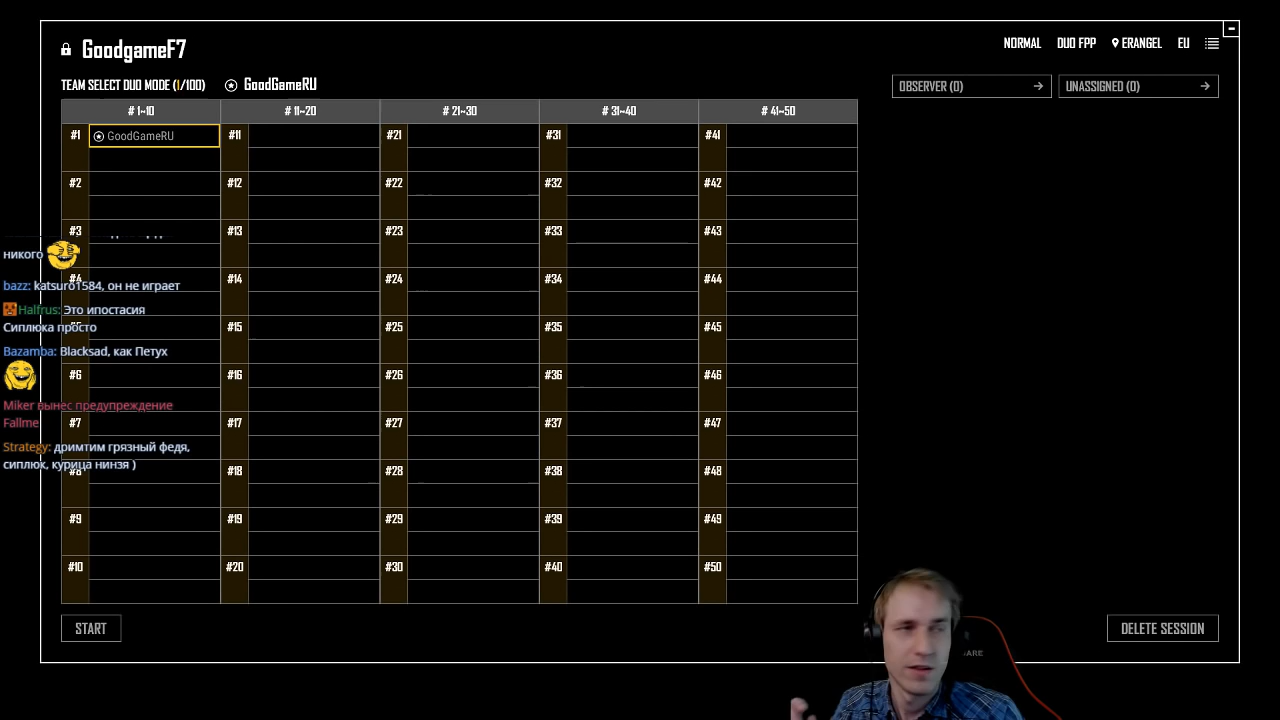 GoodgameF7
NORMAL DUO FPP ERANGEL EU
TEAM SELECT DUO MODE (1/100) GoodGameRU
OBSERVER (0) UNASSIGNED (0)
# 1~10 # 11~20 # 21~30 # 31~40 # 41~50
#1 GoodGameRU #11 #21 #31 #41
#2 #12 #22 #32 #42
#3 #13 #23 #33 #43
никого
#4 #14 #24 #34 #44
bazz: katsuro1584, он не играет
Halfrus: Это ипостасия
Сиплюка просто
#15 #25 #35 #45
Bazamba: Blacksad, как Петух
#6 #16 #26 #36 #46
Miker вынес предупреждение
Fallme
#7 #17 #27 #37 #47
Strategy: дримтим грязный федя,
сиплюк, курица нинзя )
#8 #18 #28 #38 #48
#9 #19 #29 #39 #49
#10 #20 #30 #40 #50
START
DELETE SESSION